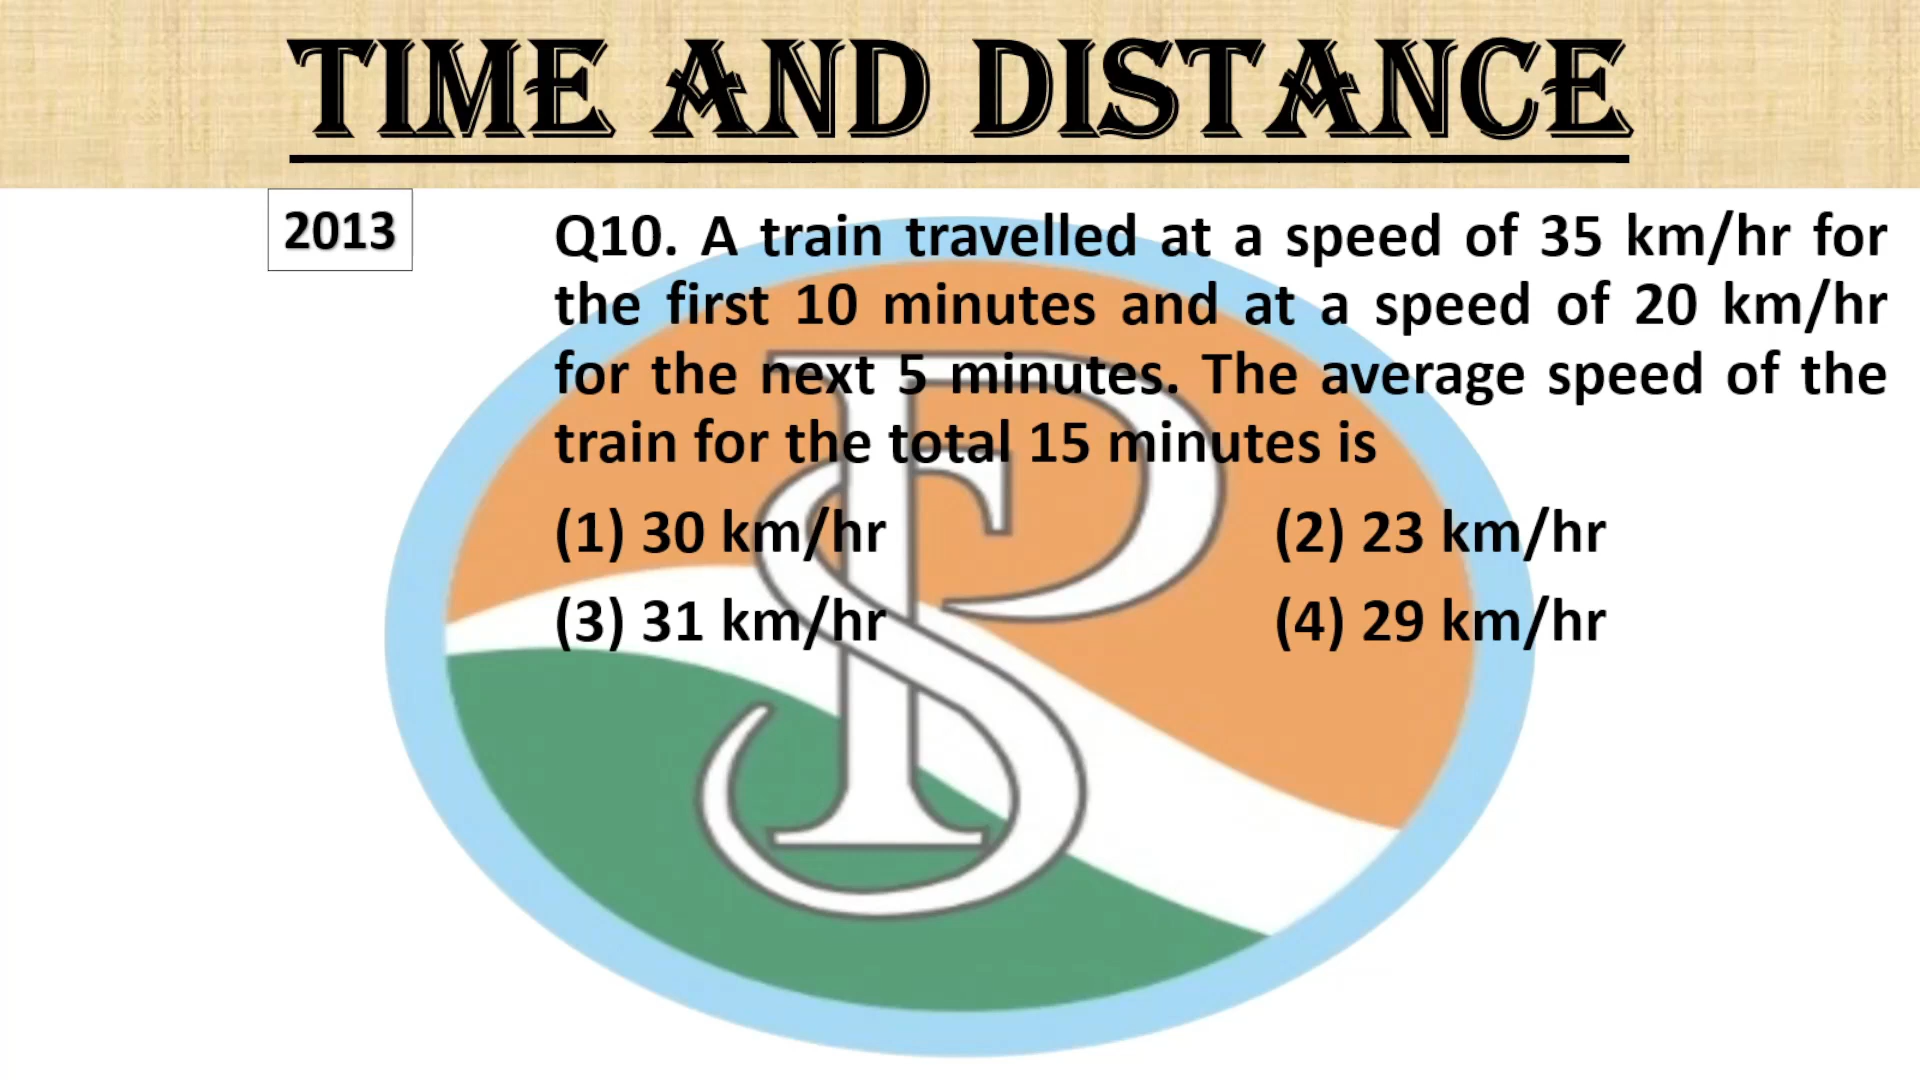 TIME AND DISTANCE
2013
Q10. A train travelled at a speed of 35 km/hr for
the first 10 minutes and at a speed of 20 km/hr
for the next 5 minutes. The average speed of the
train for the total 15 minutes is
(1) 30 km/hr (2) 23 km/hr
(3) 31 km/hr (4) 29 km/hr